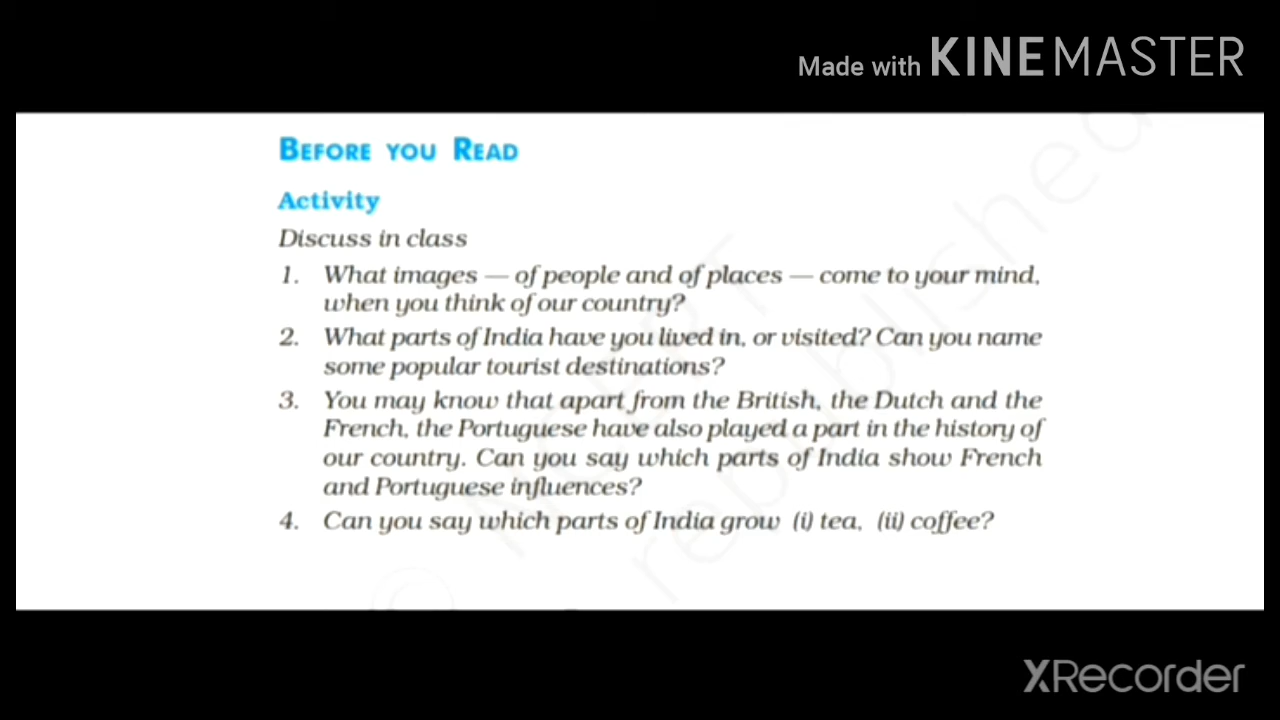 Made with KINEMASTER
BEFORE YOU READ
Activity
Discuss in class
1. What images — of people and of places — come to your mind,
when you think of our country?
2. What parts of India have you lived in, or visited? Can you name
some popular tourist destinations?
3. You may know that apart from the British, the Dutch and the
French, the Portuguese have also played a part in the history of
our country. Can you say which parts of India show French
and Portuguese influences?
4. Can you say which parts of India grow (i) tea, (ii) coffee?
XRecorder